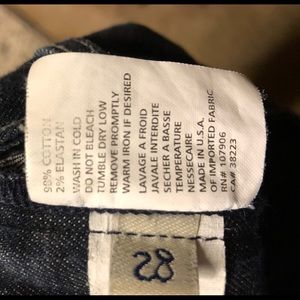 98% COTTON
2% ELASTAN
WASH IN COLD
DO NOT BLEACH
TUMBLE DRY LOW
REMOVE PROMPTLY
WARM IRON IF DESIRED
LAVAGE A FROID
JAVALE INTERDITE
SECHER A BASSE
TEMPERATURE
NESSECAIRE
MADE IN U.S.A.
OF IMPORTED FABRIC
RN# 107906
CA# 38223
28